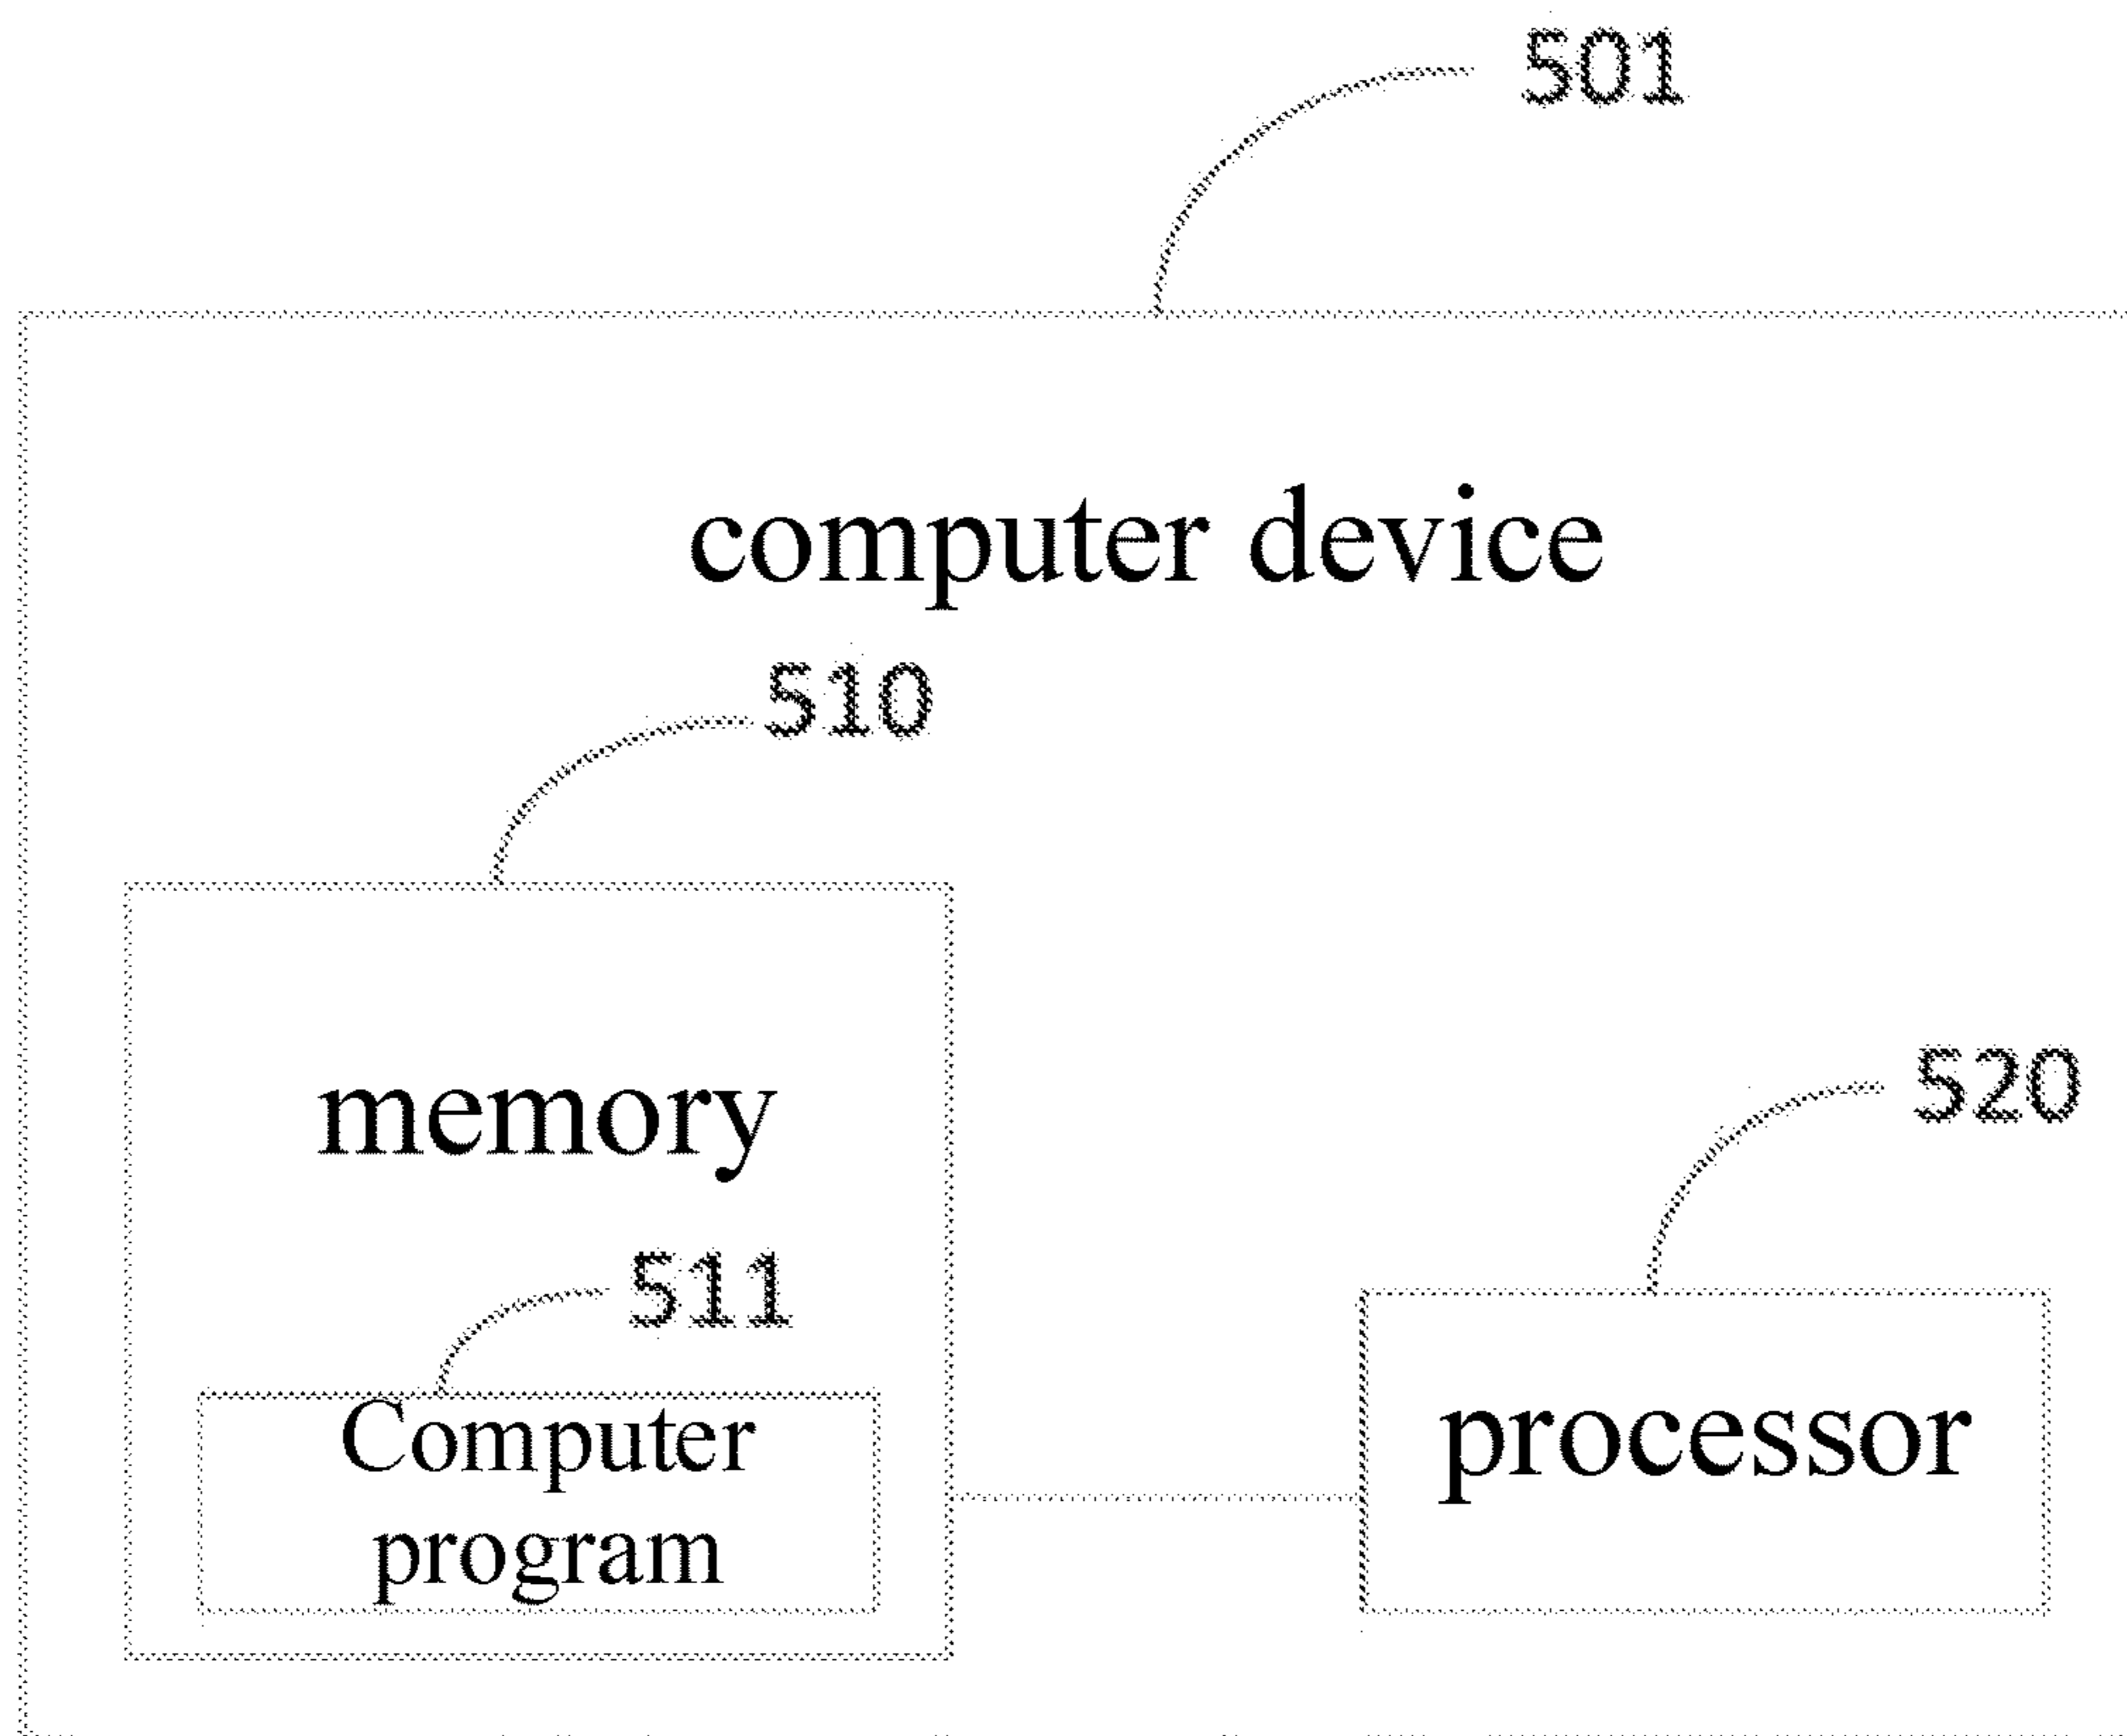 501
computer device
510
memory
520
511
Computer
program
processor